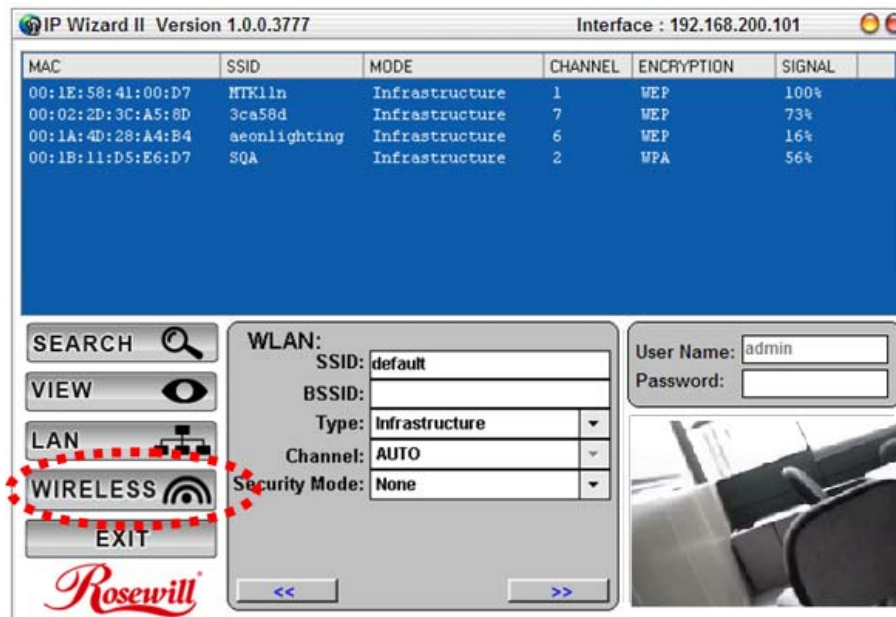 IP Wizard II Version 1.0.0.3777 Interface : 192.168.200.101
MAC SSID MODE CHANNEL ENCRYPTION SIGNAL
00:1E:58:41:00:D7 MTK11n Infrastructure 1 WEP 100%
00:02:2D:3C:A5:8D 3ca58d Infrastructure 7 WEP 73%
00:1A:4D:28:A4:B4 aeonlighting Infrastructure 6 WEP 16%
00:1B:11:D5:E6:D7 SQA Infrastructure 2 WPA 56%
SEARCH
VIEW
LAN
WIRELESS
EXIT
Rosewill
WLAN:
SSID: default
BSSID:
Type: Infrastructure
Channel: AUTO
Security Mode: None
<< >>
User Name: admin
Password: